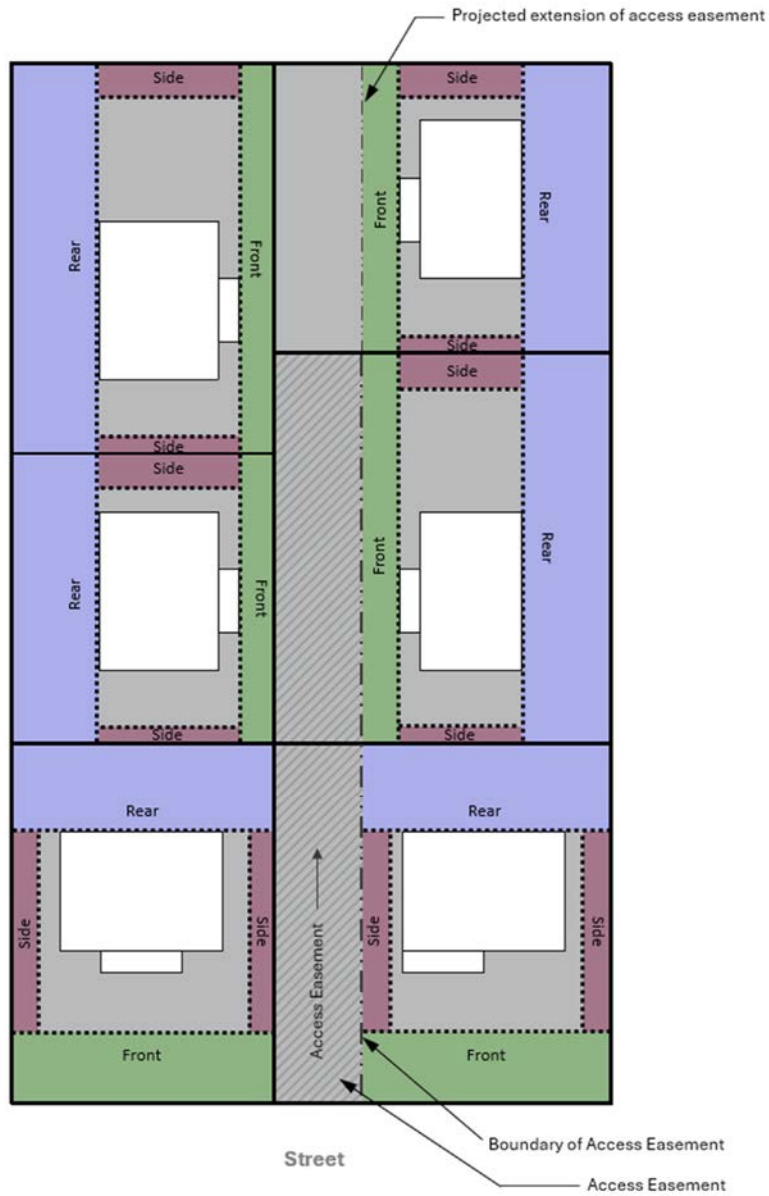 Projected extension of access easement
Side
Side
Rear
Front
Front
Rear
Side
Side
Side
Side
Rear
Front
Front
Rear
Side
Side
Rear
Rear
Side
Side
Access Easement
Side
Side
Front
Front
Boundary of Access Easement
Street
Access Easement